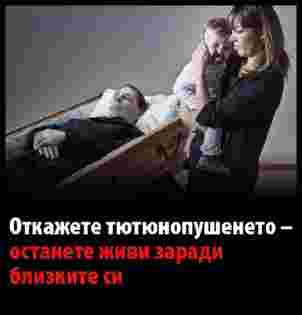 Откажете тютюнопушенето –
останете живи заради
близките си